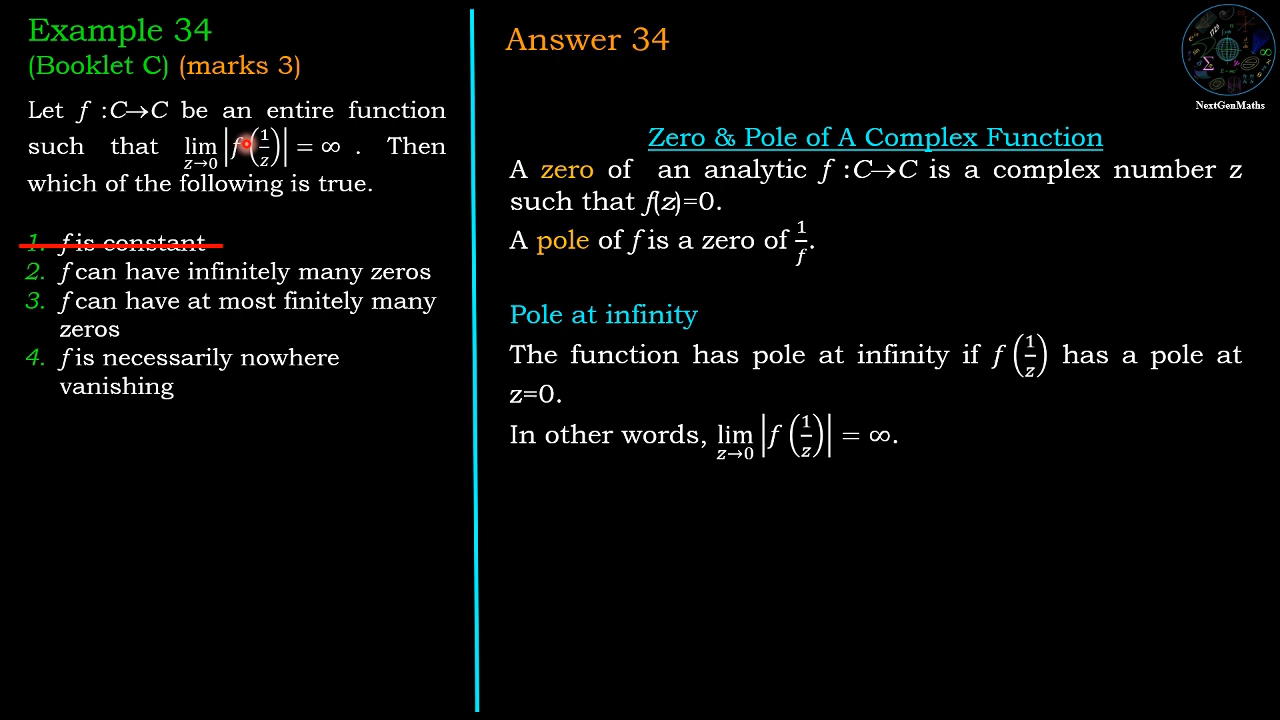 Example 34
(Booklet C) (marks 3)
Let f : C→C be an entire function
such that lim z→0 |f(1/z)| = ∞ . Then
which of the following is true.
1. f is constant
2. f can have infinitely many zeros
3. f can have at most finitely many
zeros
4. f is necessarily nowhere
vanishing
Answer 34
Zero & Pole of A Complex Function
A zero of an analytic f : C→C is a complex number z
such that f(z)=0.
A pole of f is a zero of 1/f.
Pole at infinity
The function has pole at infinity if f(1/z) has a pole at
z=0.
In other words, lim z→0 |f(1/z)| = ∞.
NextGenMaths